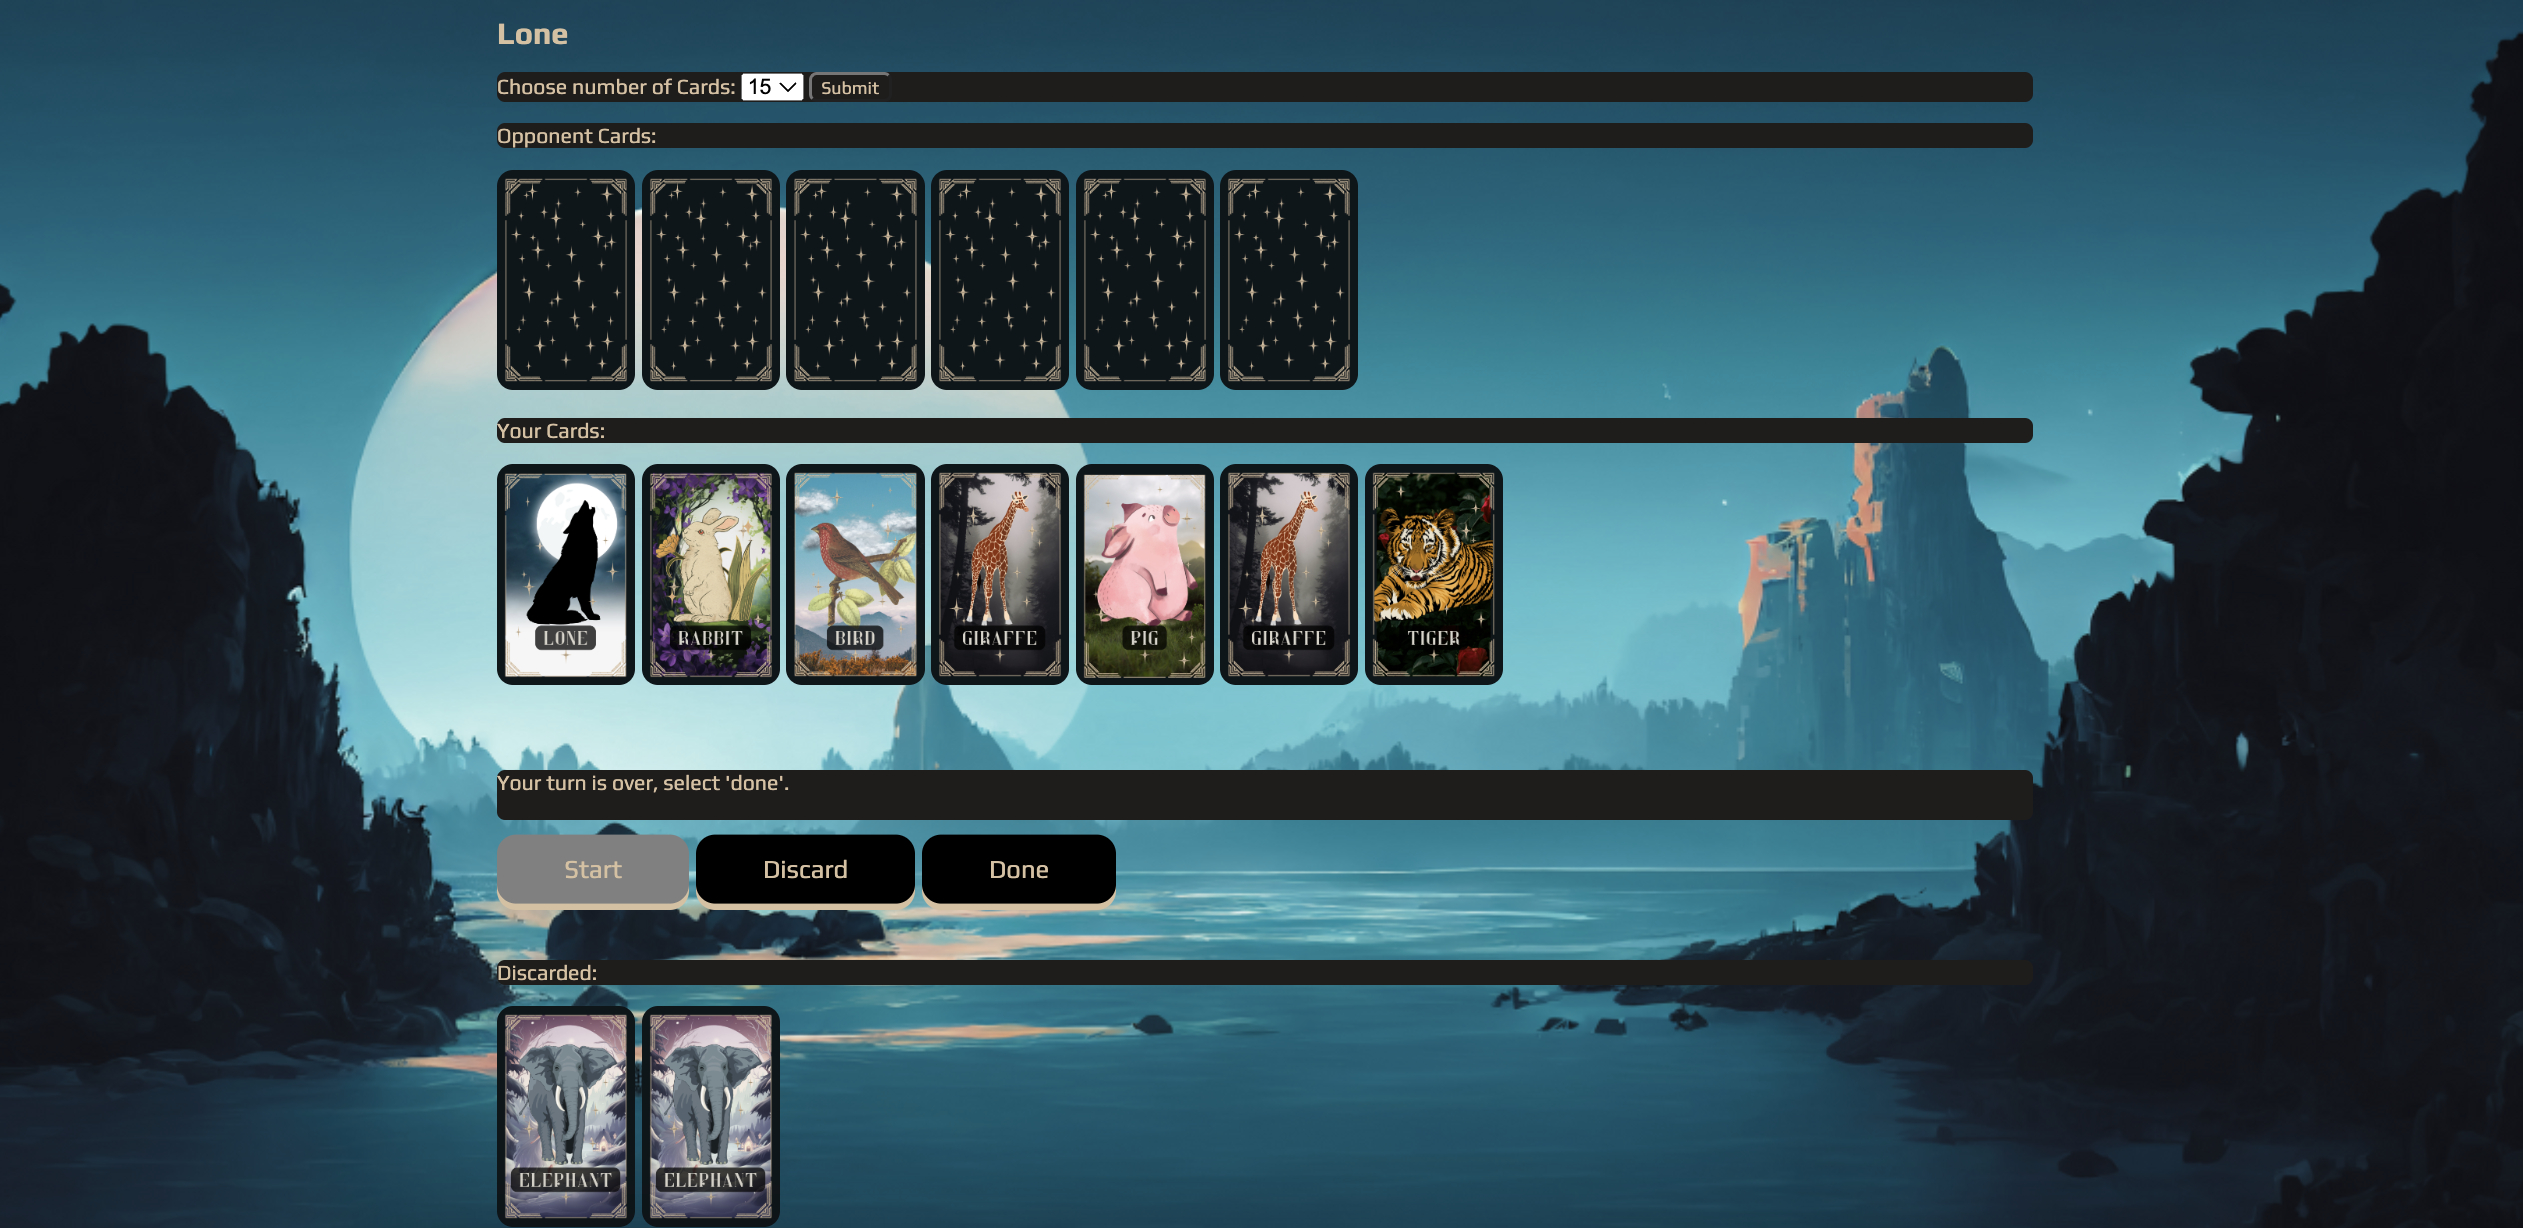 Lone
Choose number of Cards: 15 Submit
Opponent Cards:
Your Cards:
LONE RABBIT BIRD GIRAFFE PIG GIRAFFE TIGER
Your turn is over, select 'done'.
Start Discard Done
Discarded:
ELEPHANT ELEPHANT